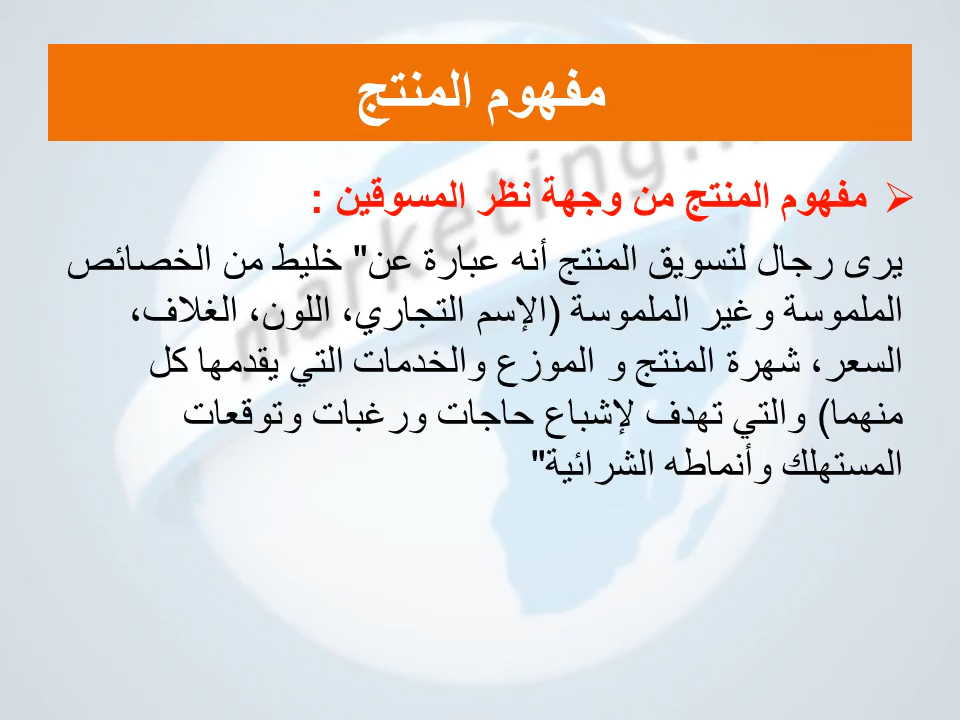 مفهوم المنتج
مفهوم المنتج من وجهة نظر المسوقين :
يرى رجال لتسويق المنتج أنه عبارة عن" خليط من الخصائص
الملموسة وغير الملموسة (الإسم التجاري، اللون، الغلاف،
السعر، شهرة المنتج و الموزع والخدمات التي يقدمها كل
منهما) والتي تهدف لإشباع حاجات ورغبات وتوقعات
المستهلك وأنماطه الشرائية"
marketing...